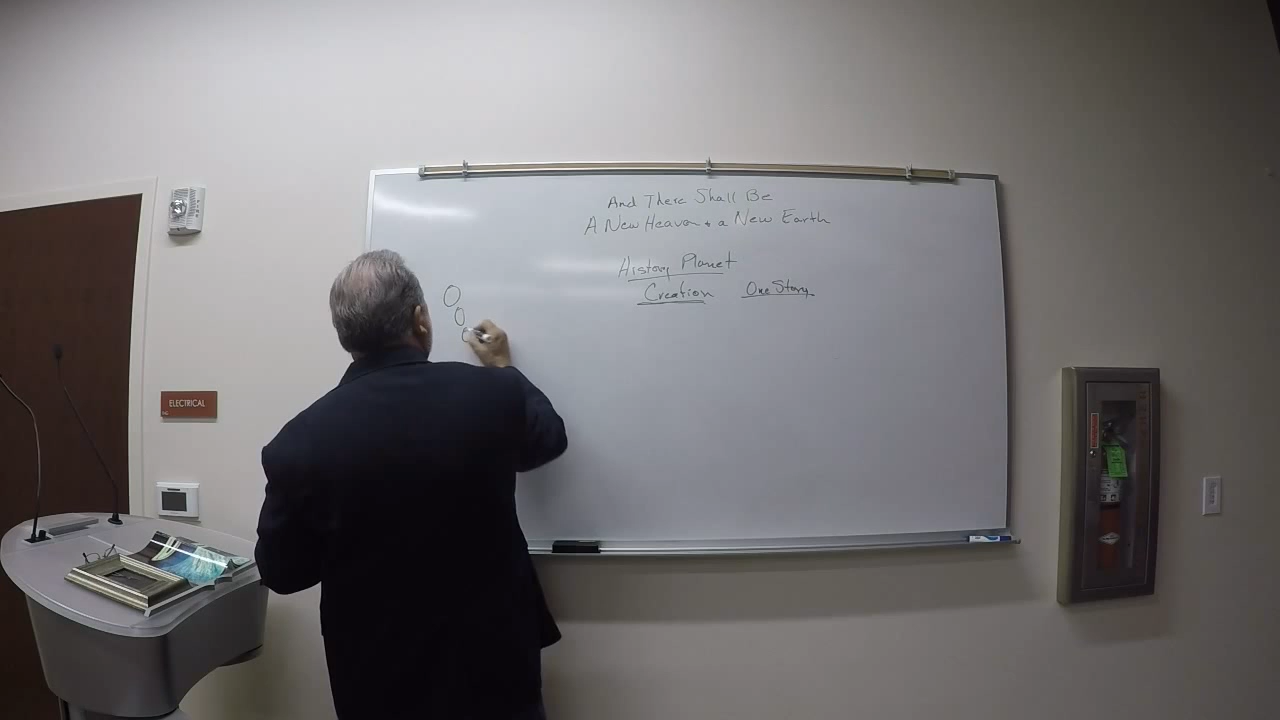 And There Shall Be
A New Heaven & a New Earth
History Planet
Creation One Story
ELECTRICAL